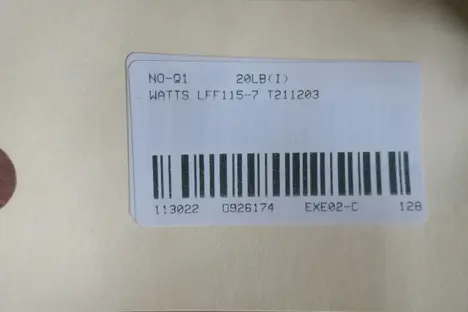 NO-Q1 20LB(I)
WATTS LFF115-7 T211203
113022 0926174 EXE02-C 128